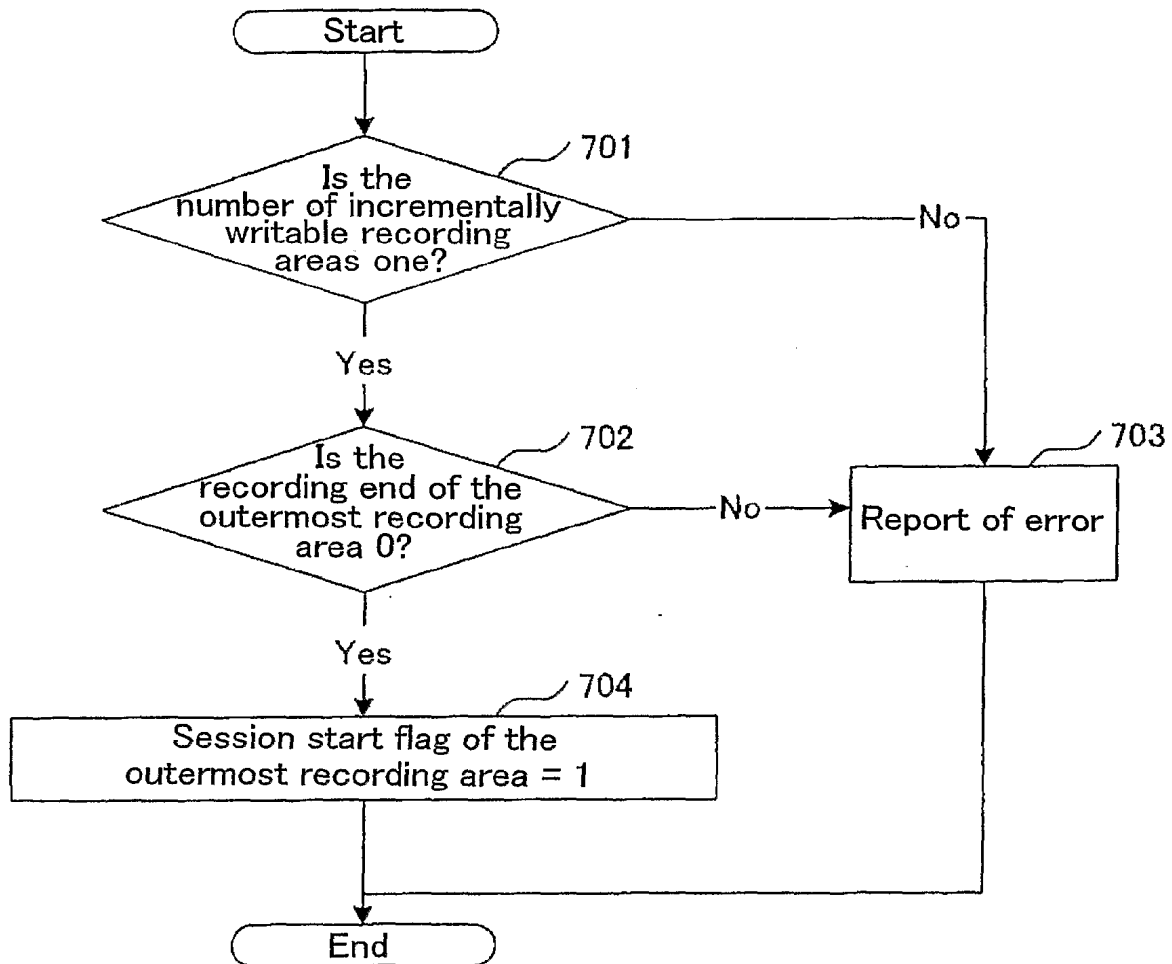 Start
701
Is the
number of incrementally
writable recording
areas one?
No
Yes
702
Is the
recording end of the
outermost recording
area 0?
No
703
Report of error
Yes
704
Session start flag of the
outermost recording area = 1
End